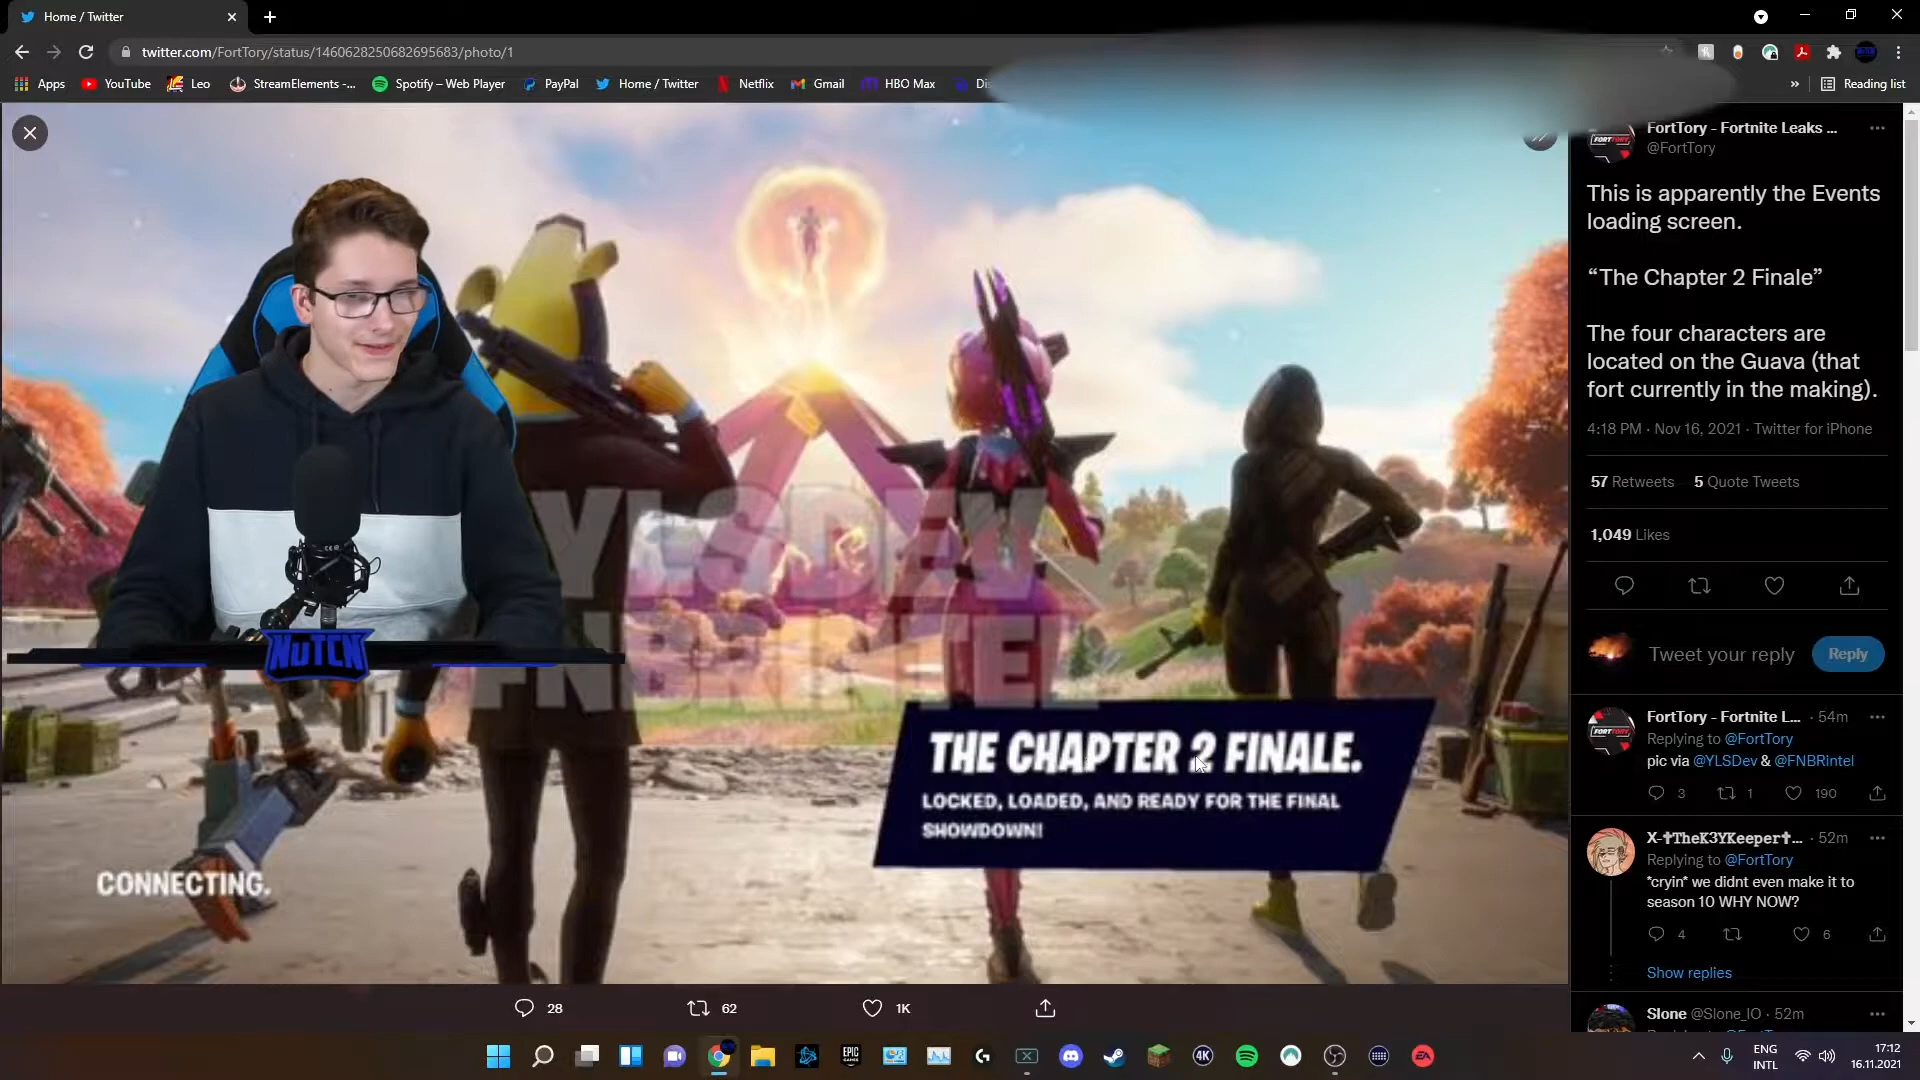 Home / Twitter
twitter.com/FortTory/status/1460628250682695683/photo/1
Apps
YouTube
Leo
StreamElements -...
Spotify – Web Player
PayPal
Home / Twitter
Netflix
Gmail
HBO Max
»
Reading list
FortTory - Fortnite Leaks ...
@FortTory
This is apparently the Events
loading screen.
“The Chapter 2 Finale”
The four characters are
located on the Guava (that
fort currently in the making).
4:18 PM · Nov 16, 2021 · Twitter for iPhone
57 Retweets 5 Quote Tweets
1,049 Likes
Tweet your reply
Reply
FortTory - Fortnite L... · 54m
Replying to @FortTory
pic via @YLSDev & @FNBRintel
3 1 190
X-✝TheK3YKeeper✝... · 52m
Replying to @FortTory
*cryin* we didnt even make it to
season 10 WHY NOW?
4 6
Show replies
Slone @Slone_IO · 52m
YLSDEV
FNBRINTEL
NUTCN
THE CHAPTER 2 FINALE.
LOCKED, LOADED, AND READY FOR THE FINAL
SHOWDOWN!
CONNECTING.
28 62 1K
EPIC
GAMES
4K
EA
ENG
INTL
17:12
16.11.2021